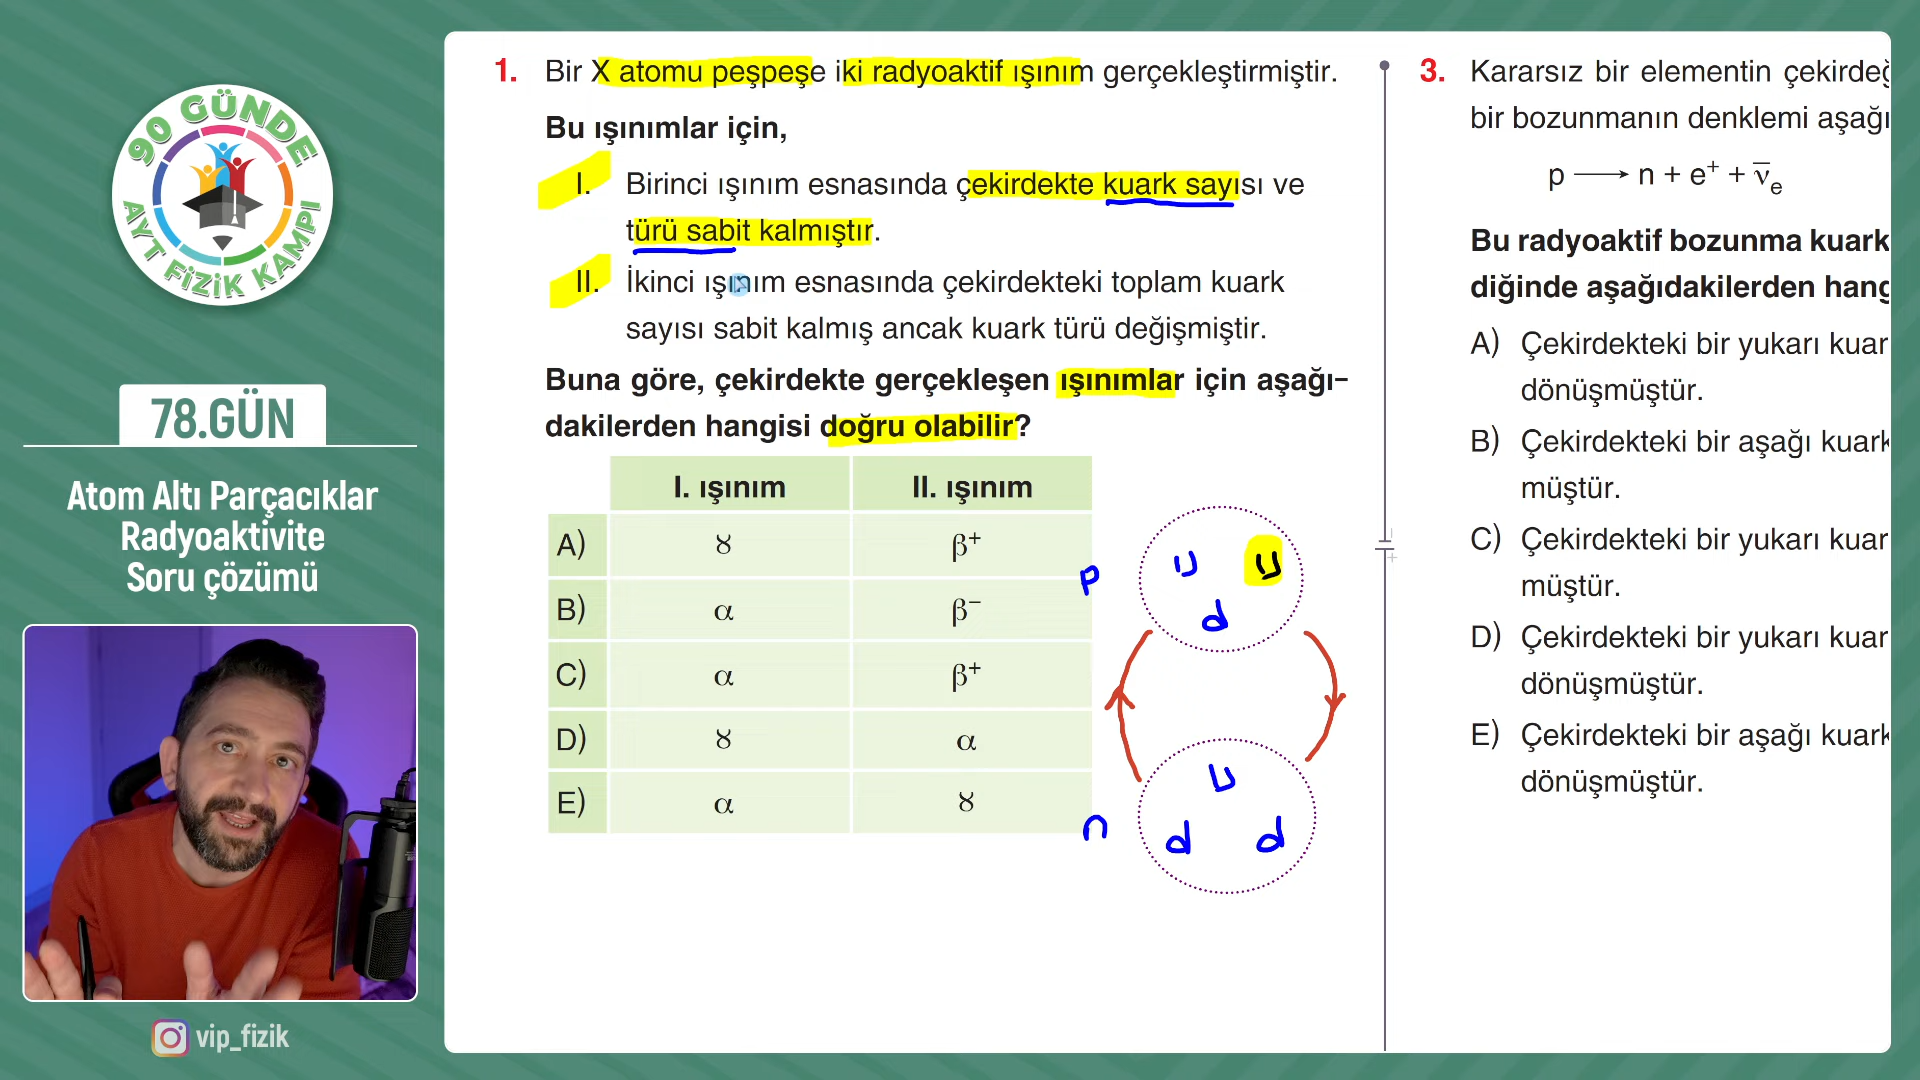 90 GÜNDE
AYT FİZİK KAMPI
78.GÜN
Atom Altı Parçacıklar
Radyoaktivite
Soru çözümü
vip_fizik
1. Bir X atomu peşpeşe iki radyoaktif ışınım gerçekleştirmiştir.
Bu ışınımlar için,
I. Birinci ışınım esnasında çekirdekte kuark sayısı ve
türü sabit kalmıştır.
II. İkinci ışınım esnasında çekirdekteki toplam kuark
sayısı sabit kalmış ancak kuark türü değişmiştir.
Buna göre, çekirdekte gerçekleşen ışınımlar için aşağı-
dakilerden hangisi doğru olabilir?
I. ışınım II. ışınım
A) ४ β⁺
B) α β⁻
C) α β⁺
D) ४ α
E) α ४
p
u u
d
n
u
d d
3. Kararsız bir elementin çekirdeğ
bir bozunmanın denklemi aşağı
p ⟶ n + e⁺ + ν̅ₑ
Bu radyoaktif bozunma kuark
diğinde aşağıdakilerden hang
A) Çekirdekteki bir yukarı kuar
dönüşmüştür.
B) Çekirdekteki bir aşağı kuark
müştür.
C) Çekirdekteki bir yukarı kuar
müştür.
D) Çekirdekteki bir yukarı kuar
dönüşmüştür.
E) Çekirdekteki bir aşağı kuark
dönüşmüştür.